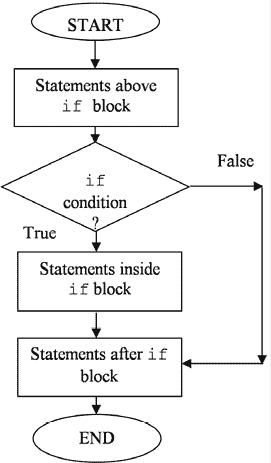 START
Statements above
if block
False
if
condition
?
True
Statements inside
if block
Statements after if
block
END